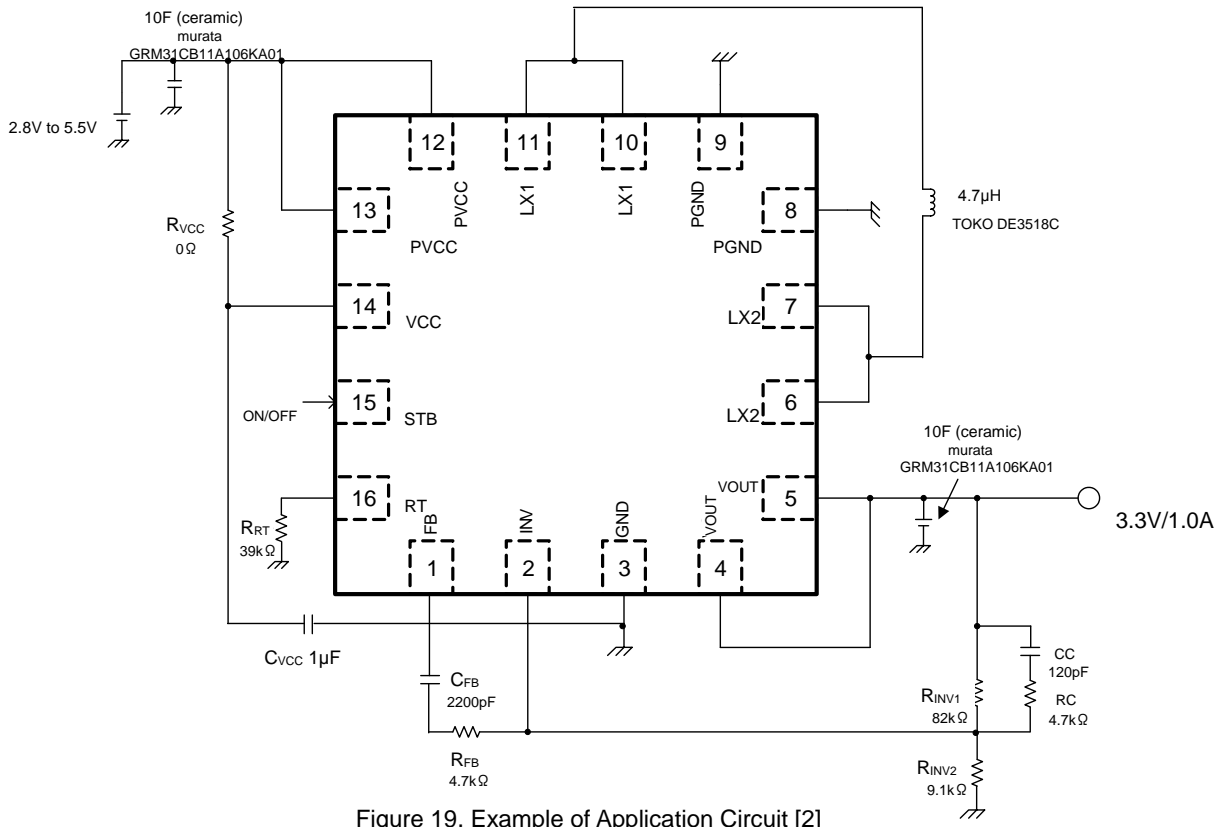 10F (ceramic)
murata
GRM31CB11A106KA01
2.8V to 5.5V
12
11
10
9
PVCC
LX1
LX1
PGND
13
PVCC
8
PGND
4.7µH
TOKO DE3518C
RVCC
0Ω
14
VCC
7
LX2
ON/OFF
15
STB
6
LX2
10F (ceramic)
murata
GRM31CB11A106KA01
16
RT
VOUT
5
3.3V/1.0A
RRT
39kΩ
FB
INV
GND
VOUT
1
2
3
4
CVCC 1µF
CFB
2200pF
RFB
4.7kΩ
RINV1
82kΩ
CC
120pF
RC
4.7kΩ
RINV2
9.1kΩ
Figure 19. Example of Application Circuit [2]